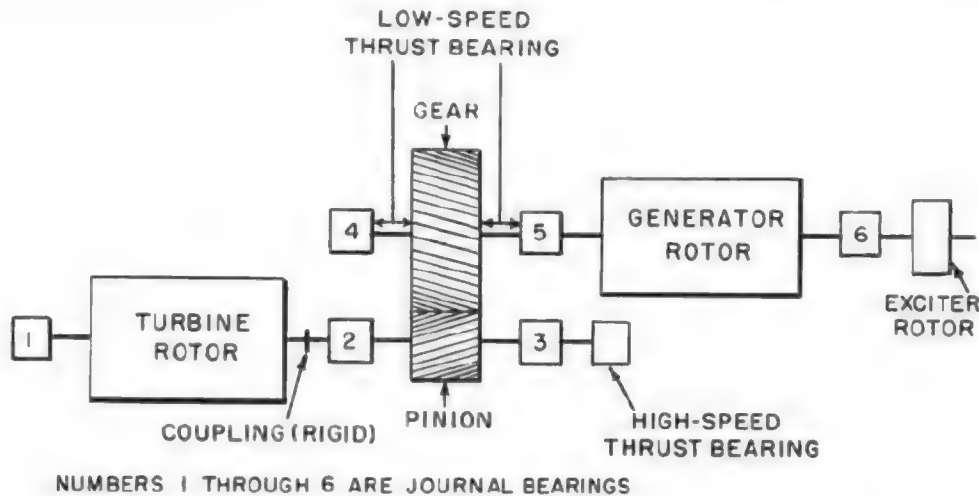 LOW-SPEED
THRUST BEARING
GEAR
4
5
GENERATOR
ROTOR
6
EXCITER
ROTOR
1
TURBINE
ROTOR
2
3
COUPLING (RIGID)
PINION
HIGH-SPEED
THRUST BEARING
NUMBERS 1 THROUGH 6 ARE JOURNAL BEARINGS